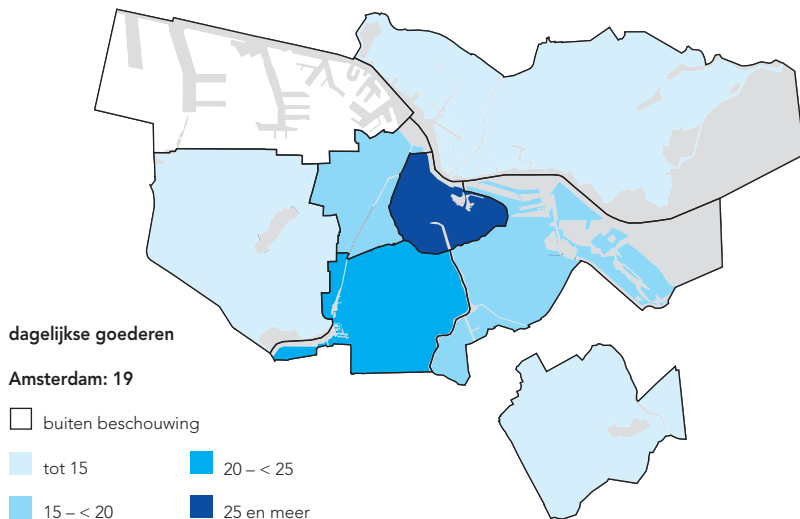 dagelijkse goederen
Amsterdam: 19
buiten beschouwing
tot 15
20 – < 25
15 – < 20
25 en meer